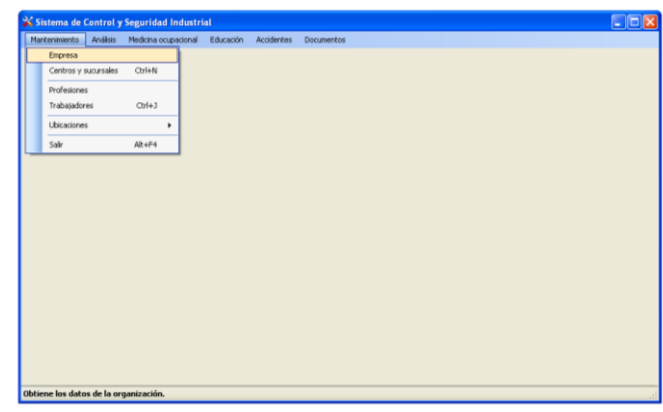 Sistema de Control y Seguridad Industrial
Mantenimiento Análisis Medicina ocupacional Educación Accidentes Documentos
Empresa
Centros y sucursales Ctrl+N
Profesiones
Trabajadores Ctrl+J
Ubicaciones
Salir Alt+F4
Obtiene los datos de la organización.